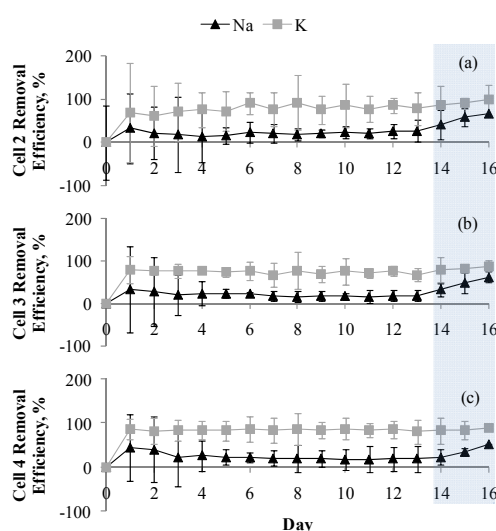 Na K
Cell 2 Removal
Efficiency, %
200
100
0
-100
(a)
0 2 4 6 8 10 12 14 16
Cell 3 Removal
Efficiency, %
200
100
0
-100
(b)
0 2 4 6 8 10 12 14 16
Cell 4 Removal
Efficiency, %
200
100
0
-100
(c)
0 2 4 6 8 10 12 14 16
Day